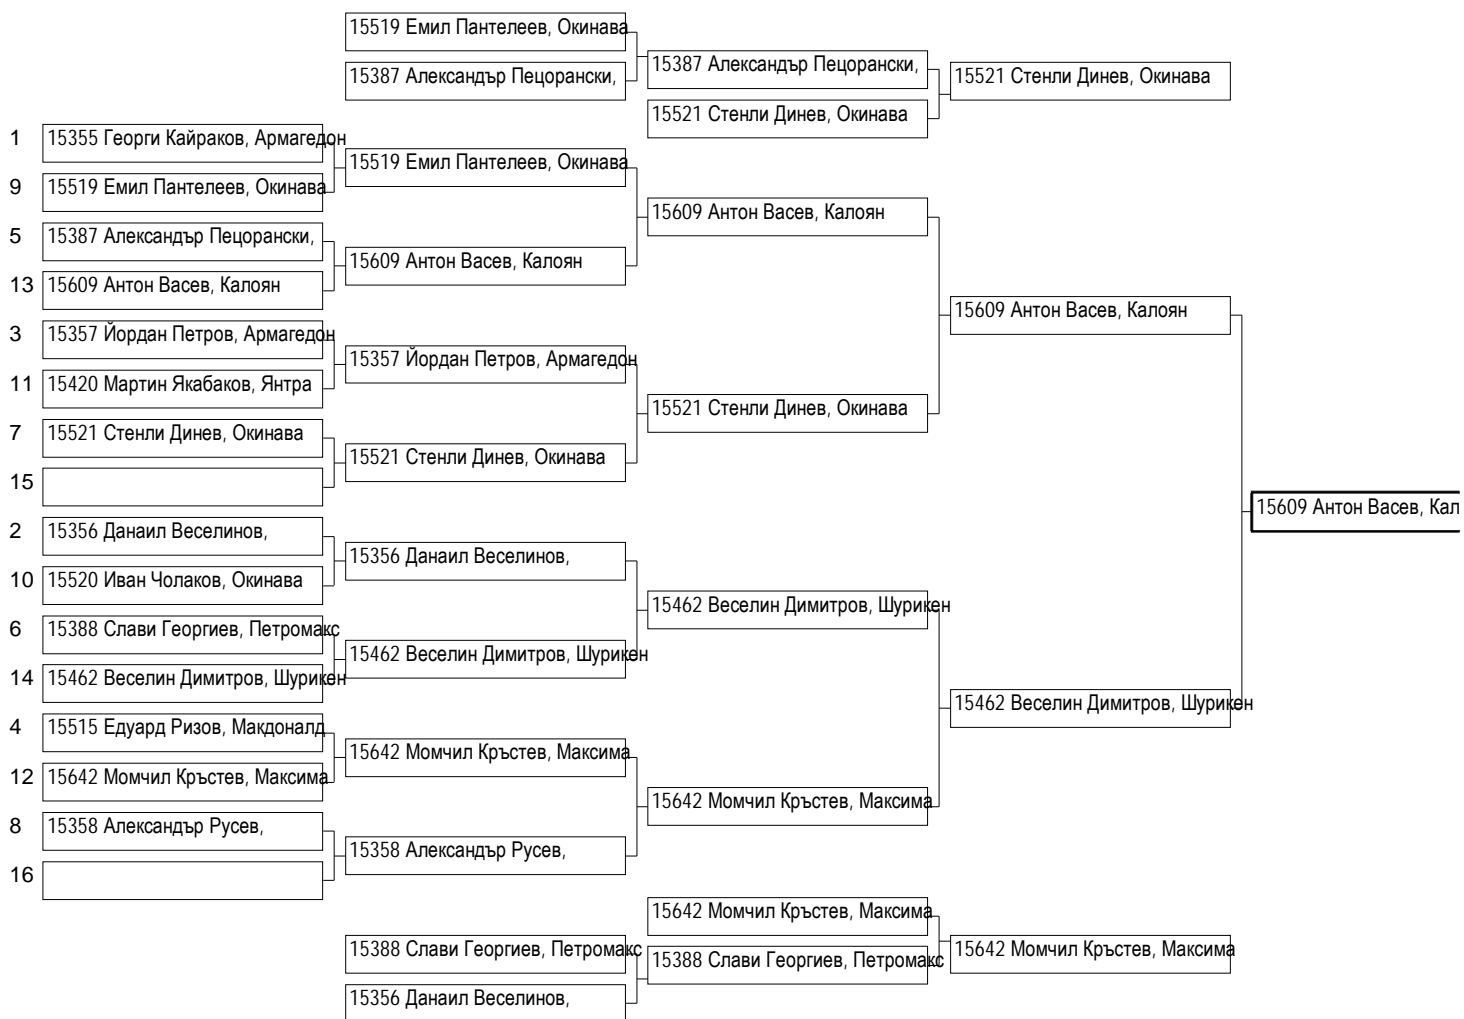 15519 Емил Пантелеев, Окинава
15387 Александър Пецорански,
15387 Александър Пецорански,
15521 Стенли Динев, Окинава
15521 Стенли Динев, Окинава
1 15355 Георги Кайраков, Армагедон
9 15519 Емил Пантелеев, Окинава
5 15387 Александър Пецорански,
13 15609 Антон Васев, Калоян
3 15357 Йордан Петров, Армагедон
11 15420 Мартин Якабаков, Янтра
7 15521 Стенли Динев, Окинава
15
2 15356 Данаил Веселинов,
10 15520 Иван Чолаков, Окинава
6 15388 Слави Георгиев, Петромакс
14 15462 Веселин Димитров, Шурикен
4 15515 Едуард Ризов, Макдоналд
12 15642 Момчил Кръстев, Максима
8 15358 Александър Русев,
16
15519 Емил Пантелеев, Окинава
15609 Антон Васев, Калоян
15357 Йордан Петров, Армагедон
15521 Стенли Динев, Окинава
15356 Данаил Веселинов,
15462 Веселин Димитров, Шурикен
15642 Момчил Кръстев, Максима
15358 Александър Русев,
15609 Антон Васев, Калоян
15521 Стенли Динев, Окинава
15462 Веселин Димитров, Шурикен
15642 Момчил Кръстев, Максима
15609 Антон Васев, Калоян
15462 Веселин Димитров, Шурикен
15609 Антон Васев, Кал
15388 Слави Георгиев, Петромакс
15356 Данаил Веселинов,
15642 Момчил Кръстев, Максима
15388 Слави Георгиев, Петромакс
15642 Момчил Кръстев, Максима